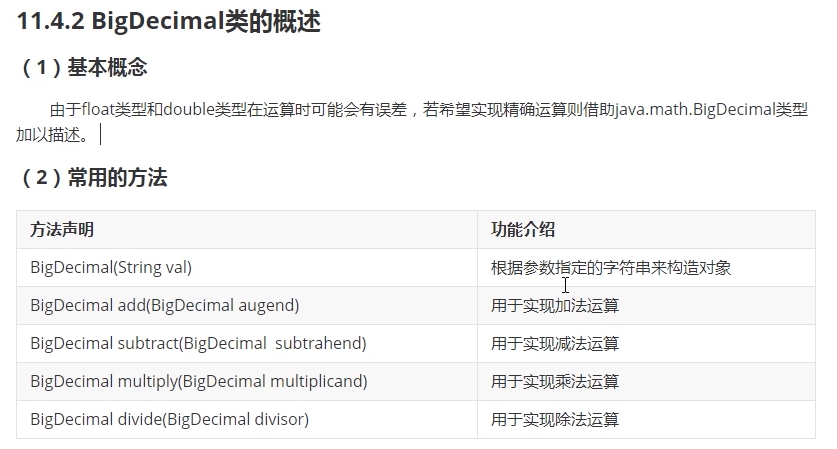 11.4.2 BigDecimal类的概述
（1）基本概念
由于float类型和double类型在运算时可能会有误差，若希望实现精确运算则借助java.math.BigDecimal类型
加以描述。
（2）常用的方法
方法声明 功能介绍
BigDecimal(String val) 根据参数指定的字符串来构造对象
BigDecimal add(BigDecimal augend) 用于实现加法运算
BigDecimal subtract(BigDecimal  subtrahend) 用于实现减法运算
BigDecimal multiply(BigDecimal multiplicand) 用于实现乘法运算
BigDecimal divide(BigDecimal divisor) 用于实现除法运算